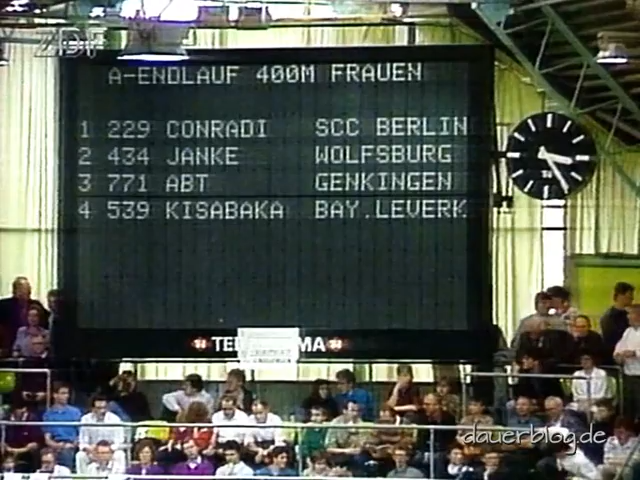 ZDF
A-ENDLAUF 400M FRAUEN
1 229 CONRADI SCC BERLIN
2 434 JANKE WOLFSBURG
3 771 ABT GENKINGEN
4 539 KISABAKA BAY.LEVERK
dauerblog.de